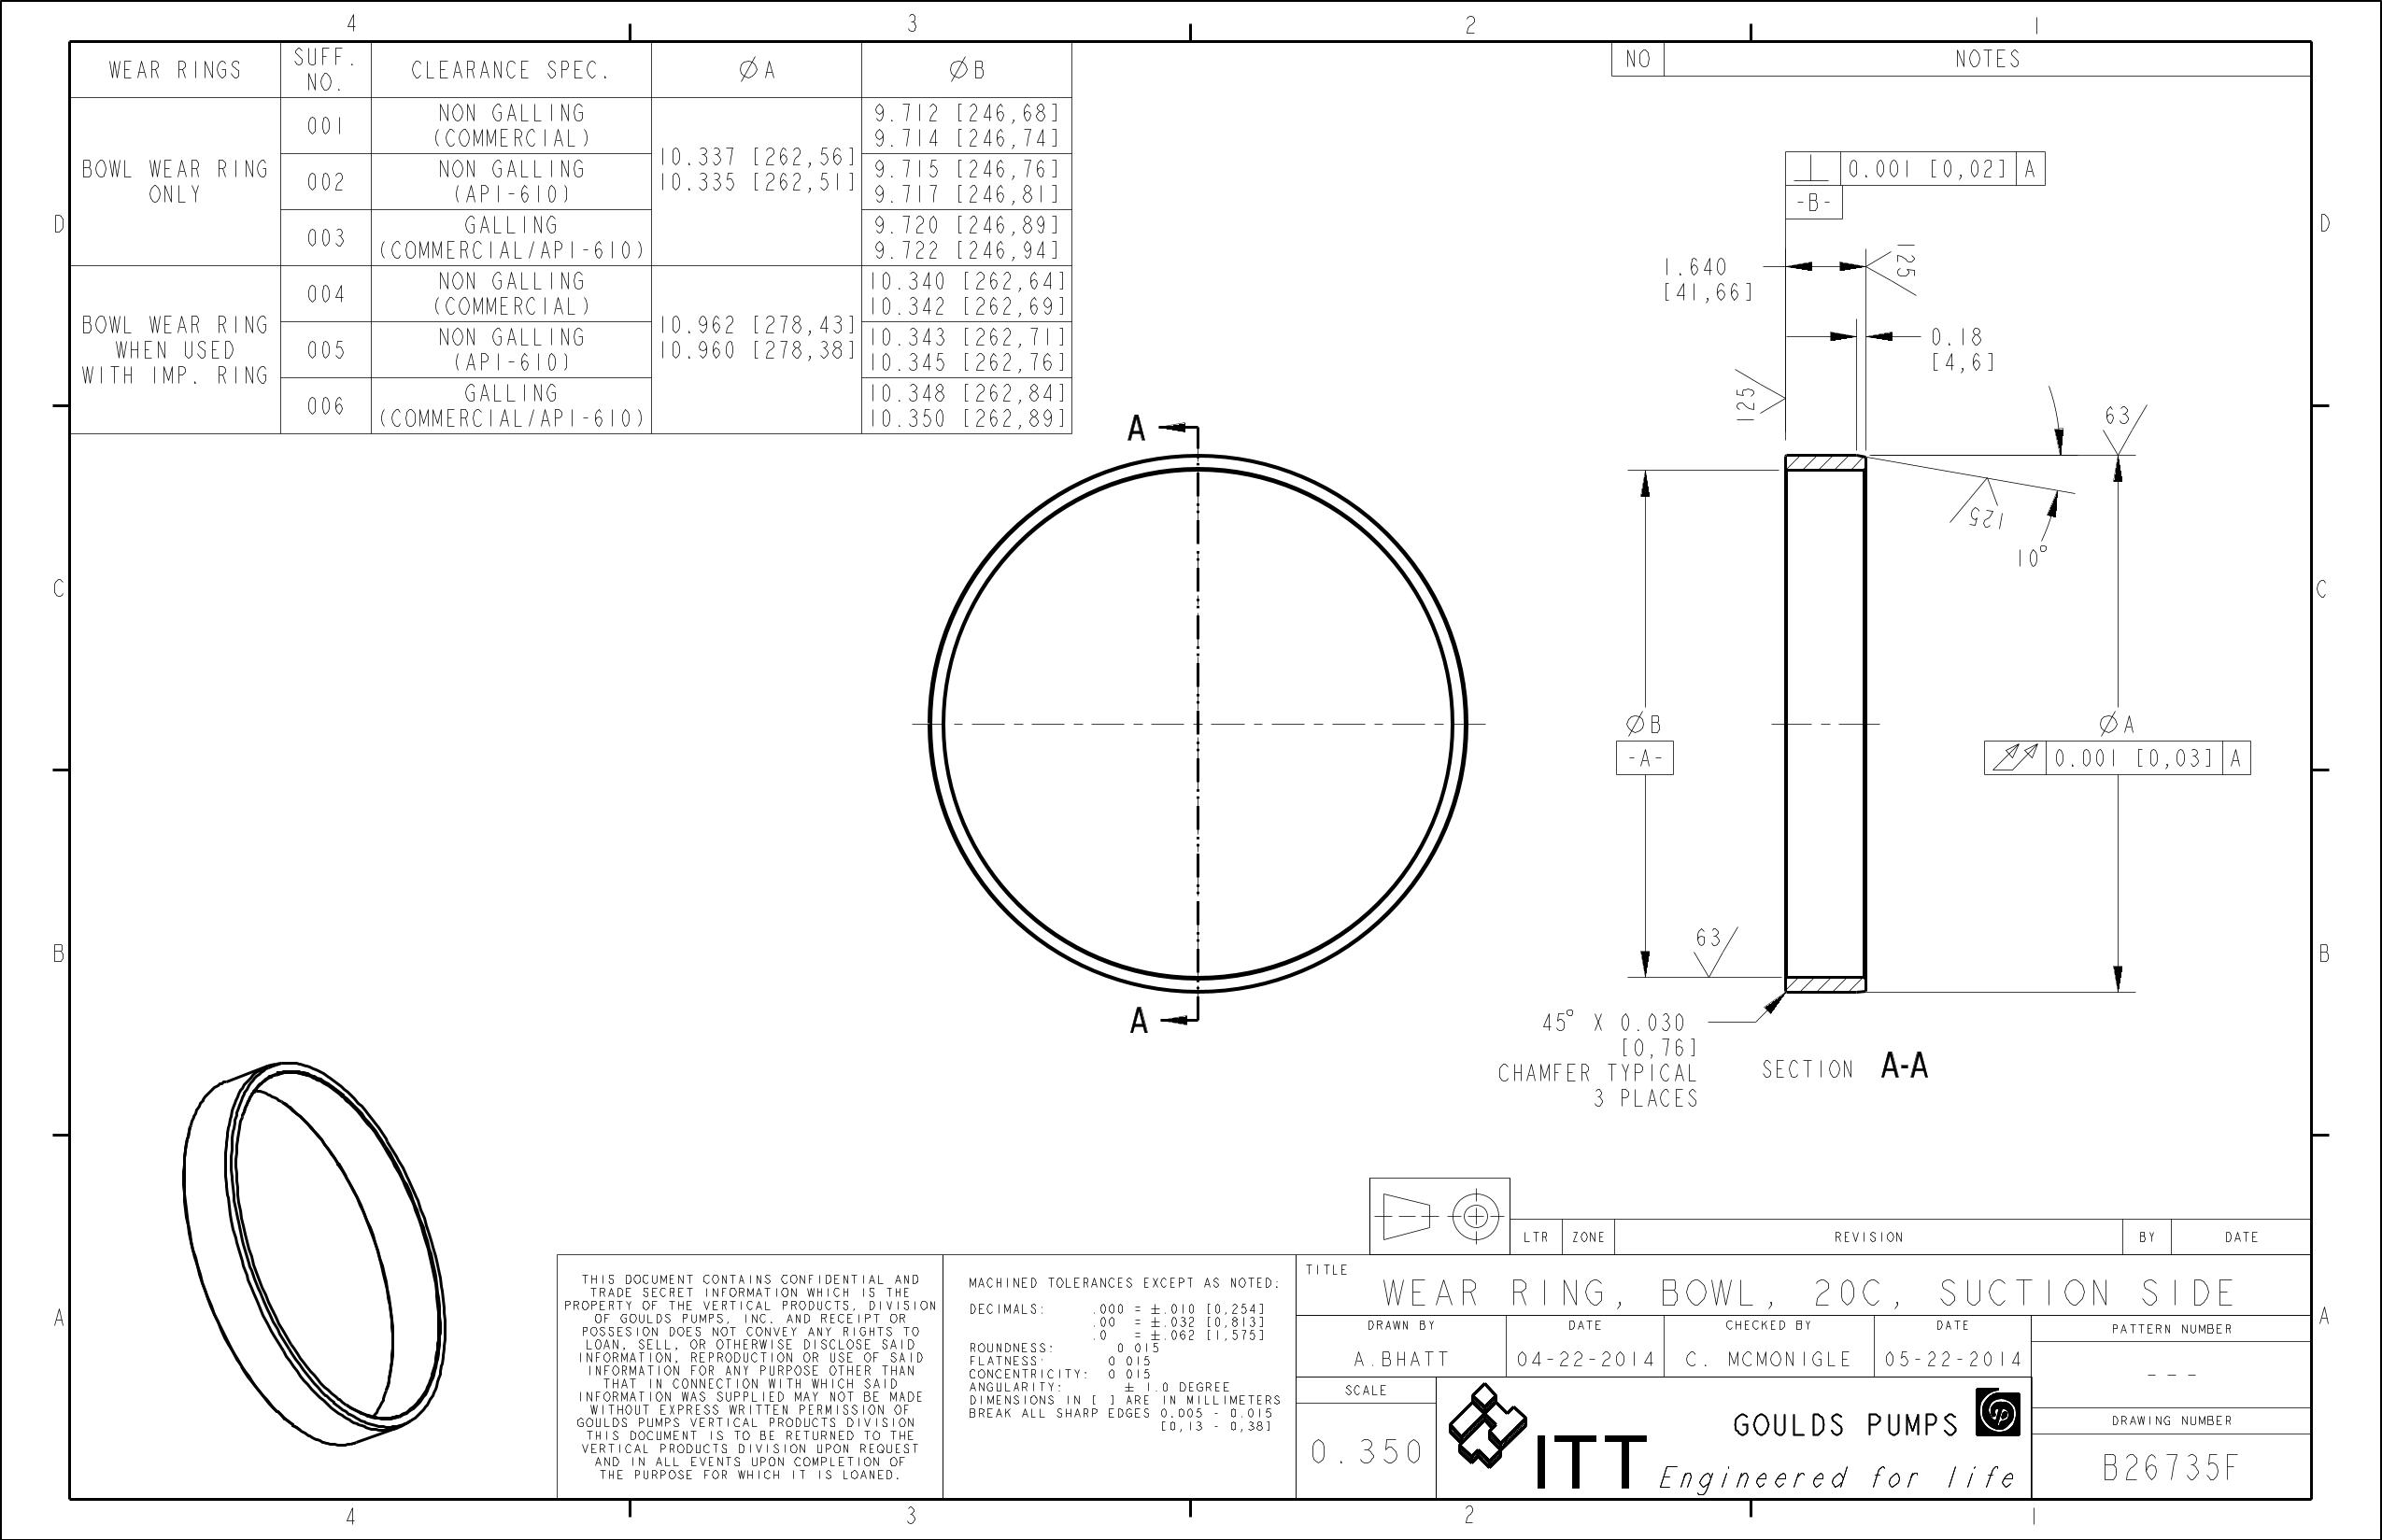 4 3 2 1
WEAR RINGS
SUFF. NO.
CLEARANCE SPEC.
∅A
∅B
BOWL WEAR RING
ONLY
001
NON GALLING
(COMMERCIAL)
10.337 [262,56]
10.335 [262,51]
9.712 [246,68]
9.714 [246,74]
002
NON GALLING
(API-610)
9.715 [246,76]
9.717 [246,81]
003
GALLING
(COMMERCIAL/API-610)
9.720 [246,89]
9.722 [246,94]
BOWL WEAR RING
WHEN USED
WITH IMP. RING
004
NON GALLING
(COMMERCIAL)
10.962 [278,43]
10.960 [278,38]
10.340 [262,64]
10.342 [262,69]
005
NON GALLING
(API-610)
10.343 [262,71]
10.345 [262,76]
006
GALLING
(COMMERCIAL/API-610)
10.348 [262,84]
10.350 [262,89]
NO NOTES
D D
C C
B B
A A
⊥ 0.001 [0,02] A
-B-
1.640
[41,66]
125
0.18
[4,6]
125
63
125
10°
A
A
∅B
-A-
∅A
0.001 [0,03] A
63
45° X 0.030
[0,76]
CHAMFER TYPICAL
3 PLACES
SECTION A-A
LTR ZONE REVISION BY DATE
THIS DOCUMENT CONTAINS CONFIDENTIAL AND
TRADE SECRET INFORMATION WHICH IS THE
PROPERTY OF THE VERTICAL PRODUCTS, DIVISION
OF GOULDS PUMPS, INC. AND RECEIPT OR
POSSESION DOES NOT CONVEY ANY RIGHTS TO
LOAN, SELL, OR OTHERWISE DISCLOSE SAID
INFORMATION, REPRODUCTION OR USE OF SAID
INFORMATION FOR ANY PURPOSE OTHER THAN
THAT IN CONNECTION WITH WHICH SAID
INFORMATION WAS SUPPLIED MAY NOT BE MADE
WITHOUT EXPRESS WRITTEN PERMISSION OF
GOULDS PUMPS VERTICAL PRODUCTS DIVISION
THIS DOCUMENT IS TO BE RETURNED TO THE
VERTICAL PRODUCTS DIVISION UPON REQUEST
AND IN ALL EVENTS UPON COMPLETION OF
THE PURPOSE FOR WHICH IT IS LOANED.
MACHINED TOLERANCES EXCEPT AS NOTED:
DECIMALS: .000 = ±.010 [0,254]
.00 = ±.032 [0,813]
.0 = ±.062 [1,575]
ROUNDNESS: 0.015
FLATNESS: 0.015
CONCENTRICITY: 0.015
ANGULARITY: ± 1.0 DEGREE
DIMENSIONS IN [ ] ARE IN MILLIMETERS
BREAK ALL SHARP EDGES 0.005 - 0.015
[0,13 - 0,38]
TITLE
WEAR RING, BOWL, 20C, SUCTION SIDE
DRAWN BY DATE CHECKED BY DATE PATTERN NUMBER
A.BHATT 04-22-2014 C. MCMONIGLE 05-22-2014 ---
SCALE
0.350
ITT
GOULDS PUMPS
gp
Engineered for life
DRAWING NUMBER
B26735F
4 3 2 1